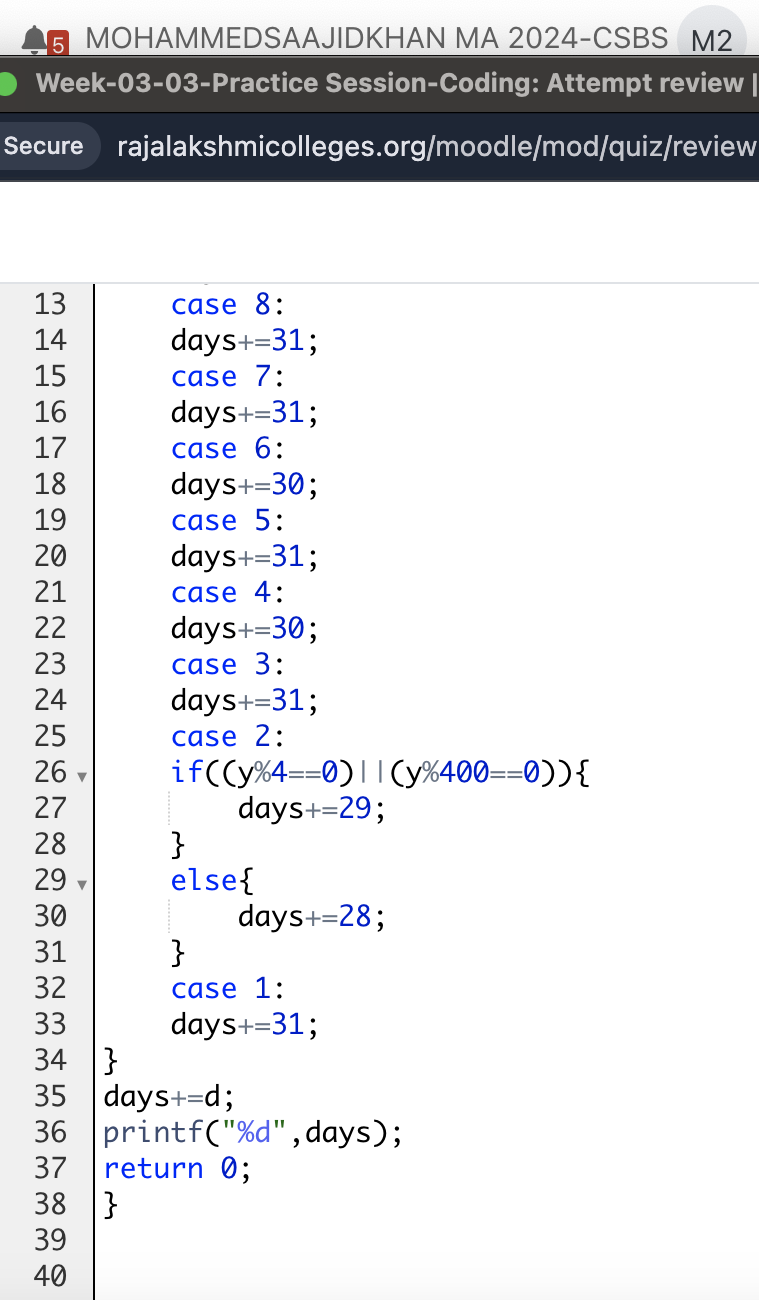 5 MOHAMMEDSAAJIDKHAN MA 2024-CSBS M2
Week-03-03-Practice Session-Coding: Attempt review |
Secure rajalakshmicolleges.org/moodle/mod/quiz/review
13 case 8:
14 days+=31;
15 case 7:
16 days+=31;
17 case 6:
18 days+=30;
19 case 5:
20 days+=31;
21 case 4:
22 days+=30;
23 case 3:
24 days+=31;
25 case 2:
26 if((y%4==0)||(y%400==0)){
27 days+=29;
28 }
29 else{
30 days+=28;
31 }
32 case 1:
33 days+=31;
34 }
35 days+=d;
36 printf("%d",days);
37 return 0;
38 }
39
40